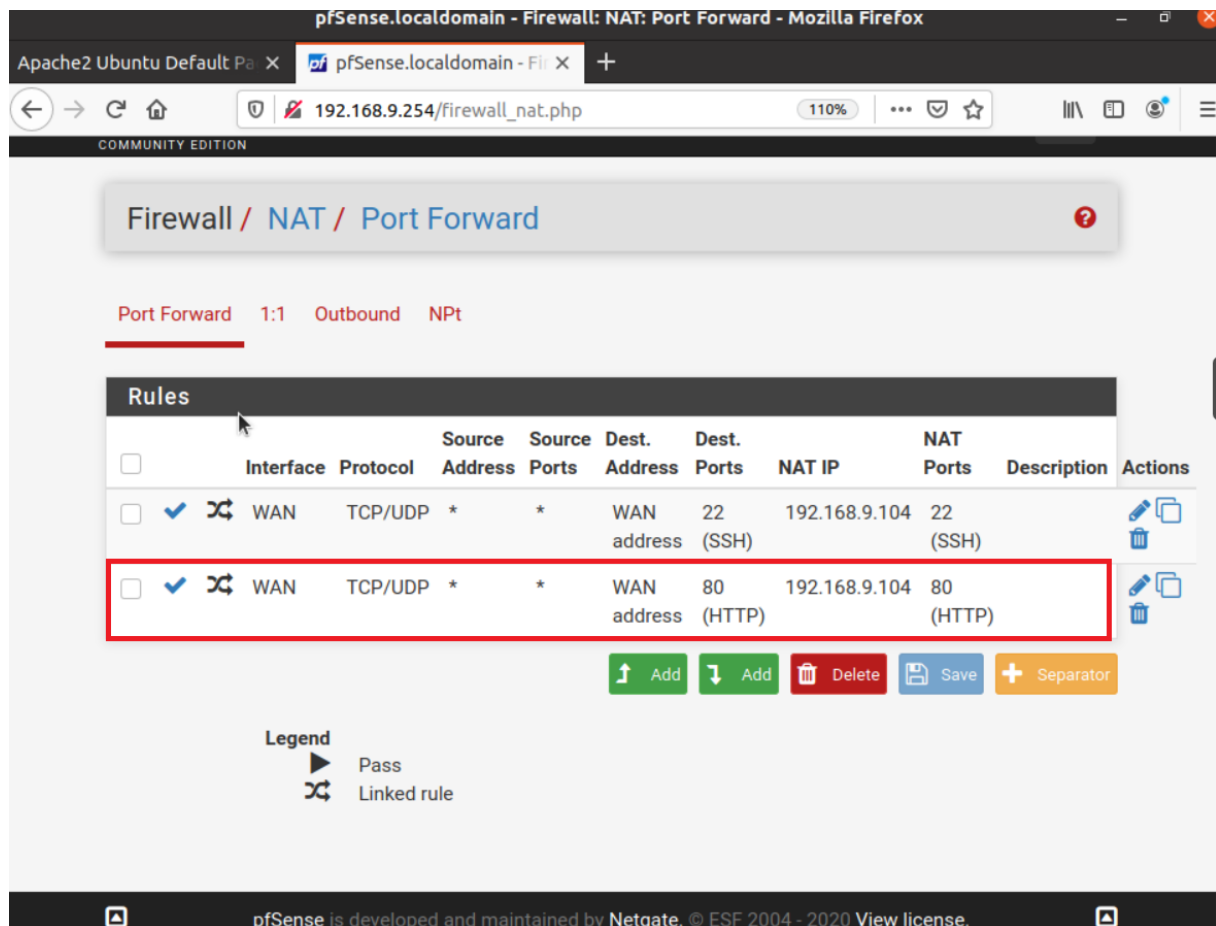 pfSense.localdomain - Firewall: NAT: Port Forward - Mozilla Firefox
Apache2 Ubuntu Default Pa
pfSense.localdomain - Fir
192.168.9.254/firewall_nat.php
110%
COMMUNITY EDITION
Firewall / NAT / Port Forward
Port Forward 1:1 Outbound NPt
Rules
Source Source Dest. Dest. NAT
Interface Protocol Address Ports Address Ports NAT IP Ports Description Actions
WAN TCP/UDP * * WAN 22 192.168.9.104 22
address (SSH) (SSH)
WAN TCP/UDP * * WAN 80 192.168.9.104 80
address (HTTP) (HTTP)
Add Add Delete Save Separator
Legend
Pass
Linked rule
pfSense is developed and maintained by Netgate. © ESF 2004 - 2020 View license.